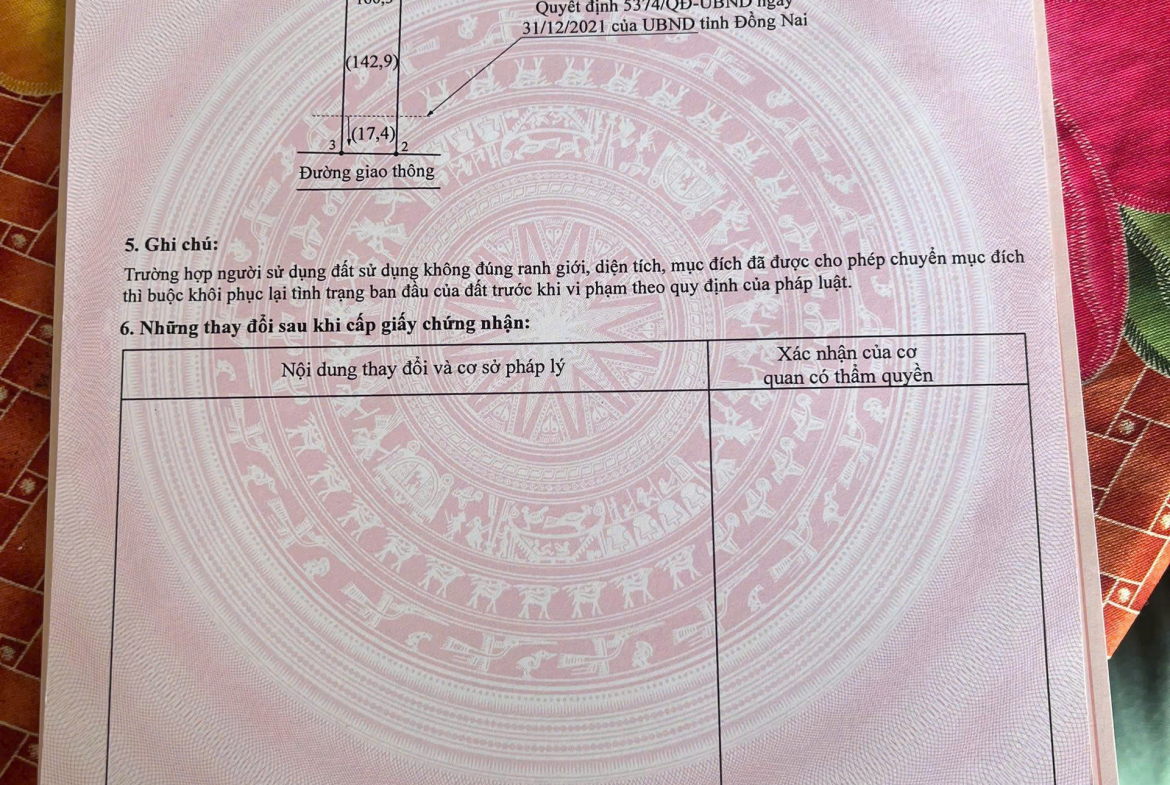 Quyết định 5374/QĐ-UBND ngày
31/12/2021 của UBND tỉnh Đồng Nai
(142,9)
(17,4)
3
2
Đường giao thông
5. Ghi chú:
Trường hợp người sử dụng đất sử dụng không đúng ranh giới, diện tích, mục đích đã được cho phép chuyển mục đích
thì buộc khôi phục lại tình trạng ban đầu của đất trước khi vi phạm theo quy định của pháp luật.
6. Những thay đổi sau khi cấp giấy chứng nhận:
Nội dung thay đổi và cơ sở pháp lý
Xác nhận của cơ
quan có thẩm quyền